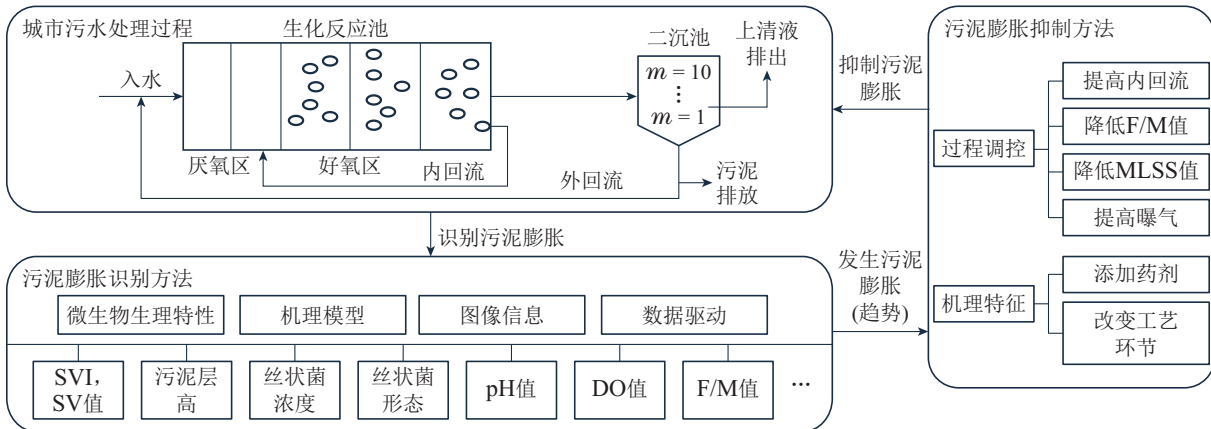 城市污水处理过程
生化反应池
入水
厌氧区
好氧区
内回流
外回流
二沉池
m = 10
⋮
m = 1
上清液
排出
污泥
排放
识别污泥膨胀
污泥膨胀识别方法
微生物生理特性
机理模型
图像信息
数据驱动
SVI,
SV值
污泥层
高
丝状菌
浓度
丝状菌
形态
pH值
DO值
F/M值
…
抑制污泥
膨胀
发生污泥
膨胀
(趋势)
污泥膨胀抑制方法
过程调控
提高内回流
降低F/M值
降低MLSS值
提高曝气
机理特征
添加药剂
改变工艺
环节